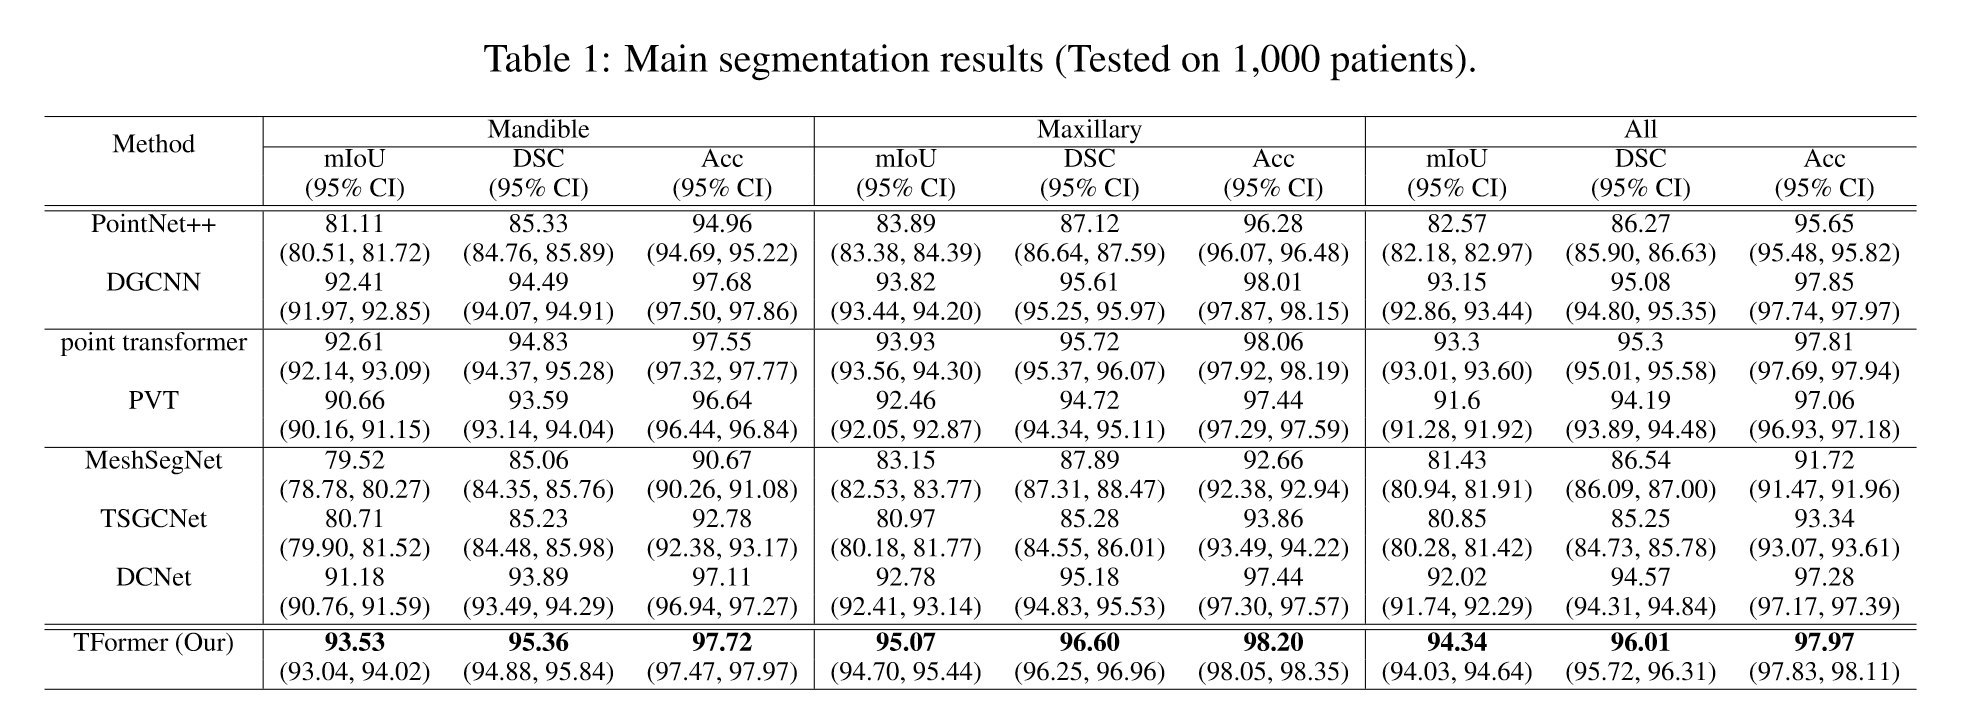 Table 1: Main segmentation results (Tested on 1,000 patients).
Method Mandible Maxillary All
mIoU DSC Acc mIoU DSC Acc mIoU DSC Acc
(95% CI) (95% CI) (95% CI) (95% CI) (95% CI) (95% CI) (95% CI) (95% CI) (95% CI)
PointNet++ 81.11 85.33 94.96 83.89 87.12 96.28 82.57 86.27 95.65
(80.51, 81.72) (84.76, 85.89) (94.69, 95.22) (83.38, 84.39) (86.64, 87.59) (96.07, 96.48) (82.18, 82.97) (85.90, 86.63) (95.48, 95.82)
DGCNN 92.41 94.49 97.68 93.82 95.61 98.01 93.15 95.08 97.85
(91.97, 92.85) (94.07, 94.91) (97.50, 97.86) (93.44, 94.20) (95.25, 95.97) (97.87, 98.15) (92.86, 93.44) (94.80, 95.35) (97.74, 97.97)
point transformer 92.61 94.83 97.55 93.93 95.72 98.06 93.3 95.3 97.81
(92.14, 93.09) (94.37, 95.28) (97.32, 97.77) (93.56, 94.30) (95.37, 96.07) (97.92, 98.19) (93.01, 93.60) (95.01, 95.58) (97.69, 97.94)
PVT 90.66 93.59 96.64 92.46 94.72 97.44 91.6 94.19 97.06
(90.16, 91.15) (93.14, 94.04) (96.44, 96.84) (92.05, 92.87) (94.34, 95.11) (97.29, 97.59) (91.28, 91.92) (93.89, 94.48) (96.93, 97.18)
MeshSegNet 79.52 85.06 90.67 83.15 87.89 92.66 81.43 86.54 91.72
(78.78, 80.27) (84.35, 85.76) (90.26, 91.08) (82.53, 83.77) (87.31, 88.47) (92.38, 92.94) (80.94, 81.91) (86.09, 87.00) (91.47, 91.96)
TSGCNet 80.71 85.23 92.78 80.97 85.28 93.86 80.85 85.25 93.34
(79.90, 81.52) (84.48, 85.98) (92.38, 93.17) (80.18, 81.77) (84.55, 86.01) (93.49, 94.22) (80.28, 81.42) (84.73, 85.78) (93.07, 93.61)
DCNet 91.18 93.89 97.11 92.78 95.18 97.44 92.02 94.57 97.28
(90.76, 91.59) (93.49, 94.29) (96.94, 97.27) (92.41, 93.14) (94.83, 95.53) (97.30, 97.57) (91.74, 92.29) (94.31, 94.84) (97.17, 97.39)
TFormer (Our) 93.53 95.36 97.72 95.07 96.60 98.20 94.34 96.01 97.97
(93.04, 94.02) (94.88, 95.84) (97.47, 97.97) (94.70, 95.44) (96.25, 96.96) (98.05, 98.35) (94.03, 94.64) (95.72, 96.31) (97.83, 98.11)